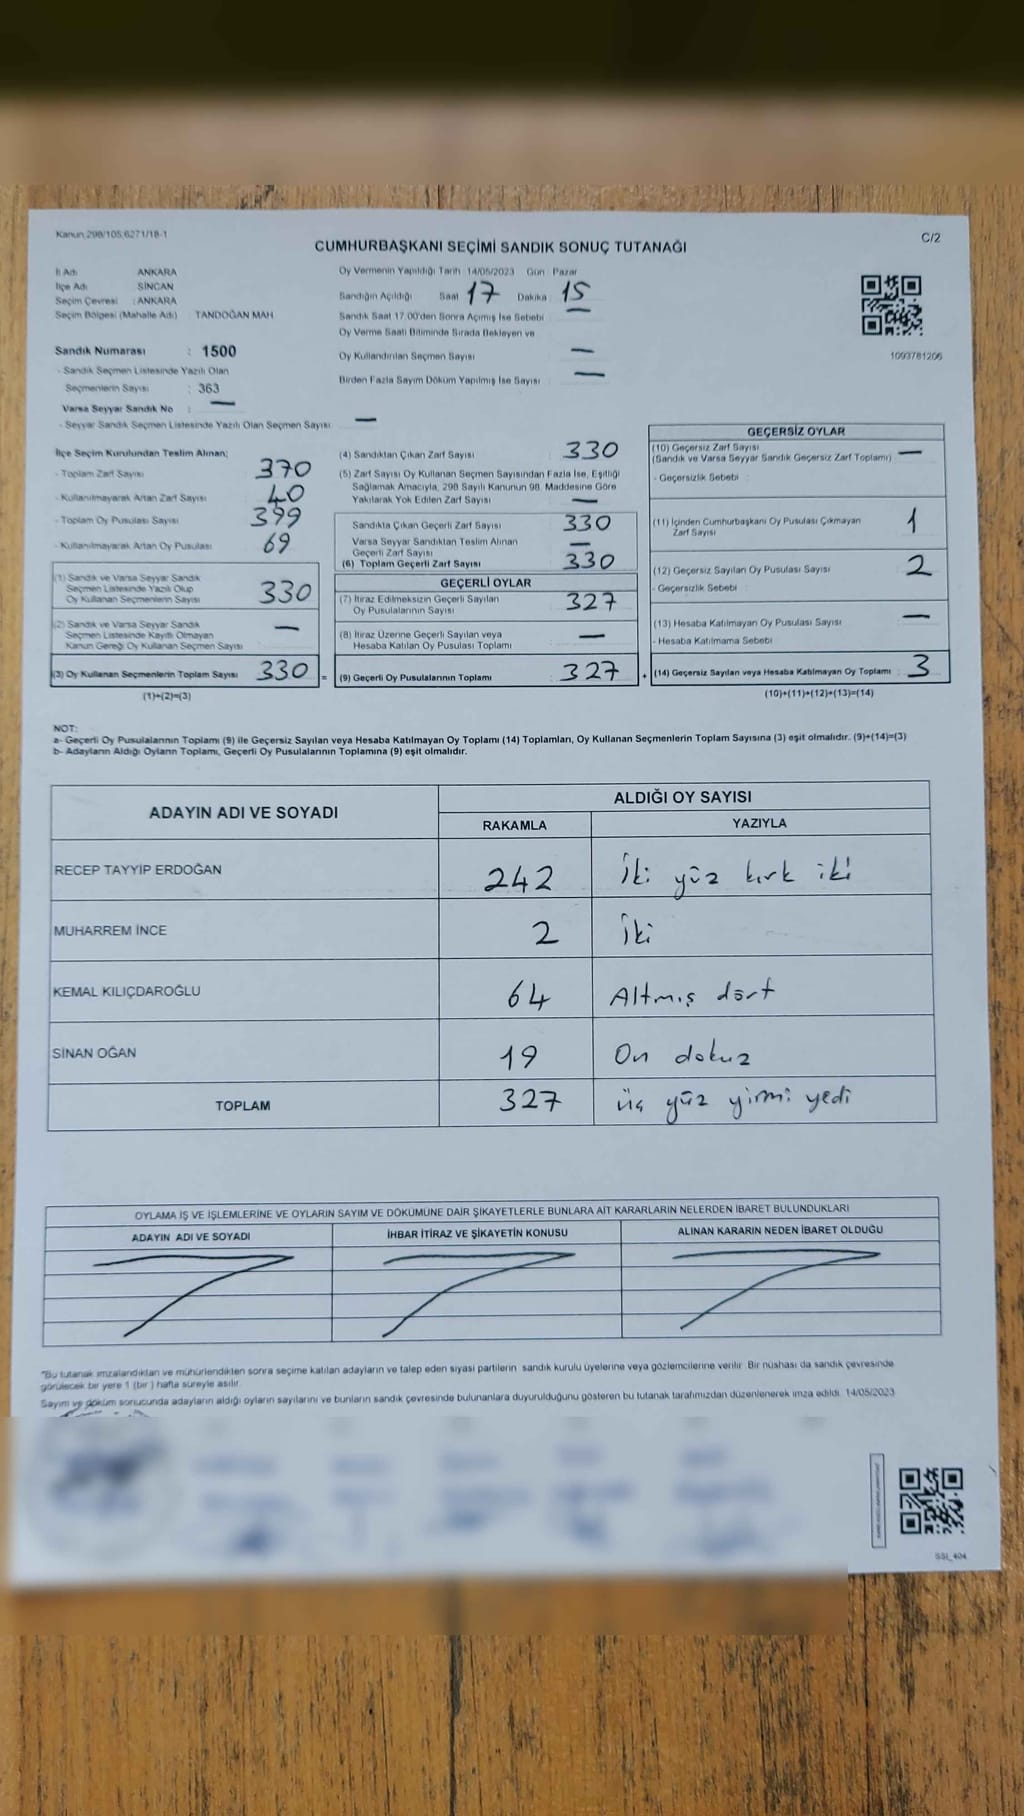 Kanun:298/105,6271/18-1
C/2
CUMHURBAŞKANI SEÇİMİ SANDIK SONUÇ TUTANAĞI
İl Adı ANKARA
İlçe Adı : SİNCAN
Seçim Çevresi : ANKARA
Seçim Bölgesi (Mahalle Adı) TANDOĞAN MAH.
Sandık Numarası : 1500
- Sandık Seçmen Listesinde Yazılı Olan
Seçmenlerin Sayısı : 363
Varsa Seyyar Sandık No : —
- Seyyar Sandık Seçmen Listesinde Yazılı Olan Seçmen Sayısı —
Oy Vermenin Yapıldığı Tarih 14/05/2023 Gün Pazar
Sandığın Açıldığı Saat 17 Dakika 15
Sandık Saat 17.00'den Sonra Açılmış İse Sebebi —
Oy Verme Saati Bitiminde Sırada Bekleyen ve
Oy Kullandırılan Seçmen Sayısı —
Birden Fazla Sayım Döküm Yapılmış İse Sayısı —
1093781206
İlçe Seçim Kurulundan Teslim Alınan;
- Toplam Zarf Sayısı 370
- Kullanılmayarak Artan Zarf Sayısı 40
- Toplam Oy Pusulası Sayısı 399
- Kullanılmayarak Artan Oy Pusulası 69
(1) Sandık ve Varsa Seyyar Sandık
Seçmen Listesinde Yazılı Olup
Oy Kullanan Seçmenlerin Sayısı 330
(2) Sandık ve Varsa Seyyar Sandık
Seçmen Listesinde Kayıtlı Olmayan
Kanun Gereği Oy Kullanan Seçmen Sayısı —
(3) Oy Kullanan Seçmenlerin Toplam Sayısı 330 =
(1)+(2)=(3)
(4) Sandıktan Çıkan Zarf Sayısı 330
(5) Zarf Sayısı Oy Kullanan Seçmen Sayısından Fazla İse, Eşitliği
Sağlamak Amacıyla, 298 Sayılı Kanunun 98. Maddesine Göre
Yakılarak Yok Edilen Zarf Sayısı —
Sandıkta Çıkan Geçerli Zarf Sayısı 330
Varsa Seyyar Sandıktan Teslim Alınan
Geçerli Zarf Sayısı —
(6) Toplam Geçerli Zarf Sayısı 330
GEÇERLİ OYLAR
(7) İtiraz Edilmeksizin Geçerli Sayılan
Oy Pusulalarının Sayısı 327
(8) İtiraz Üzerine Geçerli Sayılan veya
Hesaba Katılan Oy Pusulası Toplamı —
(9) Geçerli Oy Pusulalarının Toplamı 327 +
GEÇERSİZ OYLAR
(10) Geçersiz Zarf Sayısı
(Sandık ve Varsa Seyyar Sandık Geçersiz Zarf Toplamı) —
- Geçersizlik Sebebi :
(11) İçinden Cumhurbaşkanı Oy Pusulası Çıkmayan
Zarf Sayısı 1
(12) Geçersiz Sayılan Oy Pusulası Sayısı 2
- Geçersizlik Sebebi :
(13) Hesaba Katılmayan Oy Pusulası Sayısı —
- Hesaba Katılmama Sebebi
(14) Geçersiz Sayılan veya Hesaba Katılmayan Oy Toplamı : 3
(10)+(11)+(12)+(13)=(14)
NOT:
a- Geçerli Oy Pusulalarının Toplamı (9) ile Geçersiz Sayılan veya Hesaba Katılmayan Oy Toplamı (14) Toplamları, Oy Kullanan Seçmenlerin Toplam Sayısına (3) eşit olmalıdır. (9)+(14)=(3)
b- Adayların Aldığı Oyların Toplamı, Geçerli Oy Pusulalarının Toplamına (9) eşit olmalıdır.
ADAYIN ADI VE SOYADI
ALDIĞI OY SAYISI
RAKAMLA YAZIYLA
RECEP TAYYİP ERDOĞAN 242 İki yüz kırk iki
MUHARREM İNCE 2 İki
KEMAL KILIÇDAROĞLU 64 Altmış dört
SİNAN OĞAN 19 On dokuz
TOPLAM 327 üç yüz yirmi yedi
OYLAMA İŞ VE İŞLEMLERİNE VE OYLARIN SAYIM VE DÖKÜMÜNE DAİR ŞİKAYETLERLE BUNLARA AİT KARARLARIN NELERDEN İBARET BULUNDUKLARI
ADAYIN ADI VE SOYADI İHBAR İTİRAZ VE ŞİKAYETİN KONUSU ALINAN KARARIN NEDEN İBARET OLDUĞU
"Bu tutanak imzalandıktan ve mühürlendikten sonra seçime katılan adayların ve talep eden siyasi partilerin sandık kurulu üyelerine veya gözlemcilerine verilir. Bir nüshası da sandık çevresinde
görülecek bir yere 1 (bir ) hafta süreyle asılır.
Sayım ve döküm sonucunda adayların aldığı oyların sayılarını ve bunların sandık çevresinde bulunanlara duyurulduğunu gösteren bu tutanak tarafımızdan düzenlenerek imza edildi. 14/05/2023
SSI_404